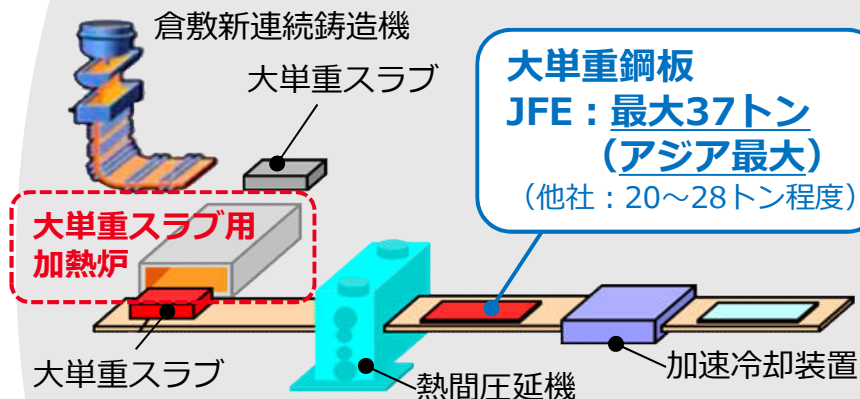 倉敷新連続鋳造機
大単重スラブ
大単重鋼板
JFE：最大37トン
（アジア最大）
（他社：20～28トン程度）
大単重スラブ用
加熱炉
大単重スラブ
熱間圧延機
加速冷却装置